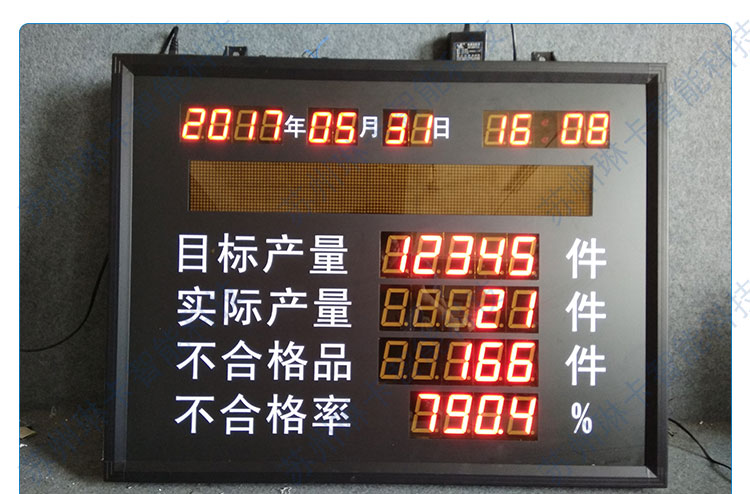 2017年05月31日 16 08
目标产量 12345 件
实际产量 21 件
不合格品 166 件
不合格率 790.4 %